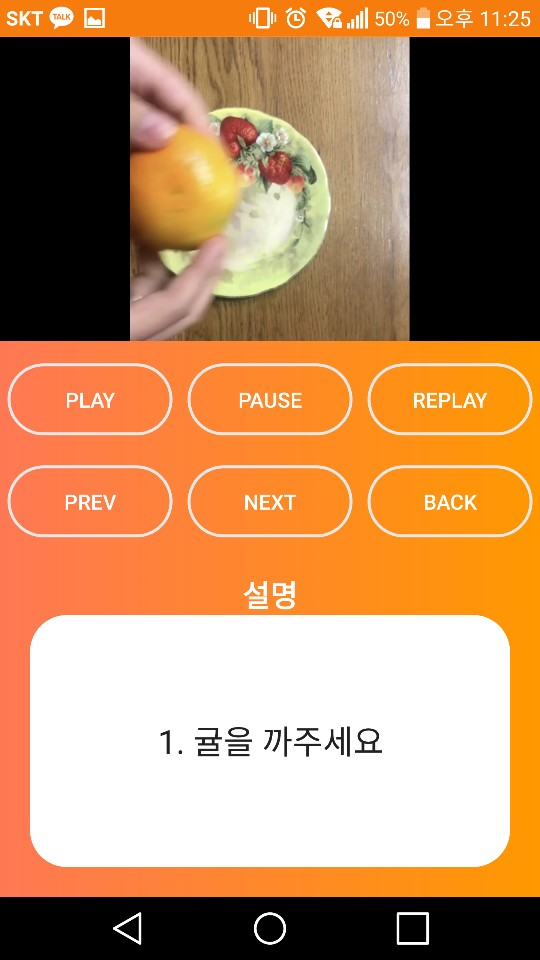 SKT TALK 50% 오후 11:25
PLAY PAUSE REPLAY
PREV NEXT BACK
설명
1. 귤을 까주세요